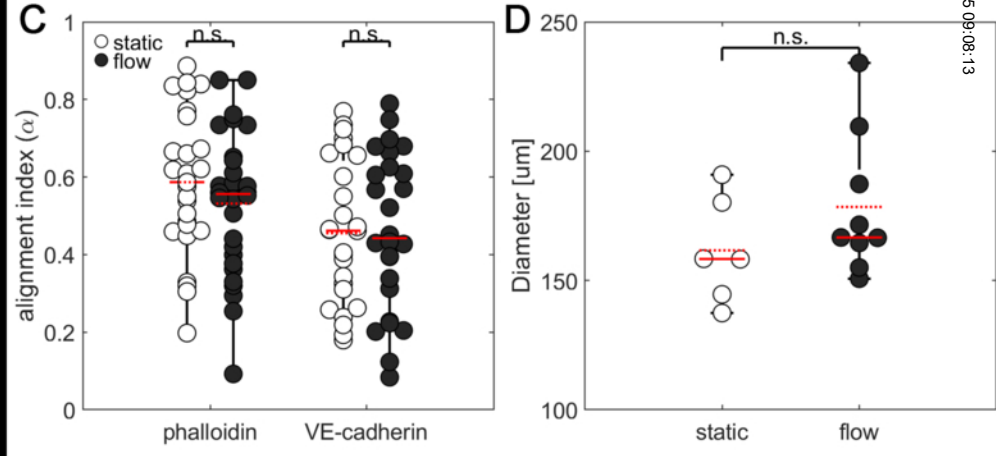 C
1
0.8
0.6
0.4
0.2
0
alignment index (α)
static
flow
n.s.
n.s.
phalloidin
VE-cadherin
D
250
200
150
100
Diameter [um]
n.s.
static
flow
5 09:08:13